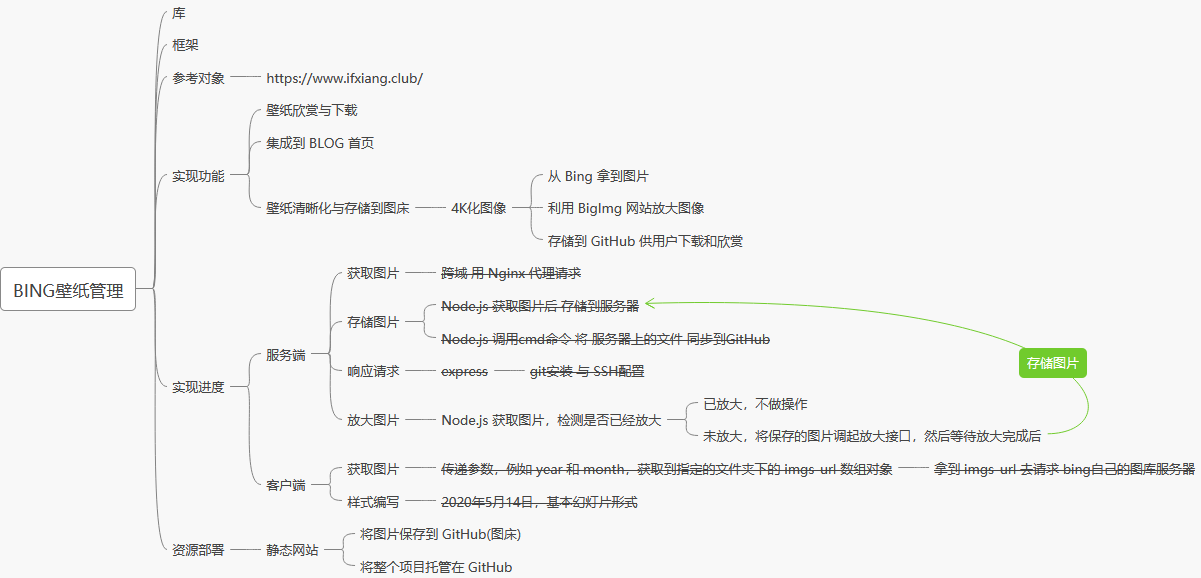 库
框架
参考对象
https://www.ifxiang.club/
壁纸欣赏与下载
集成到 BLOG 首页
实现功能
从 Bing 拿到图片
壁纸清晰化与存储到图床
4K化图像
利用 BigImg 网站放大图像
存储到 GitHub 供用户下载和欣赏
BING壁纸管理
获取图片
跨域 用 Nginx 代理请求
Node.js 获取图片后 存储到服务器
存储图片
Node.js 调用cmd命令 将 服务器上的文件 同步到GitHub
服务端
存储图片
响应请求
express
git安装 与 SSH配置
实现进度
已放大，不做操作
放大图片
Node.js 获取图片，检测是否已经放大
未放大，将保存的图片调起放大接口，然后等待放大完成后
获取图片
传递参数，例如 year 和 month，获取到指定的文件夹下的 imgs-url 数组对象
拿到 imgs-url 去请求 bing自己的图库服务器
客户端
样式编写
2020年5月14日，基本幻灯片形式
将图片保存到 GitHub(图床)
资源部署
静态网站
将整个项目托管在 GitHub